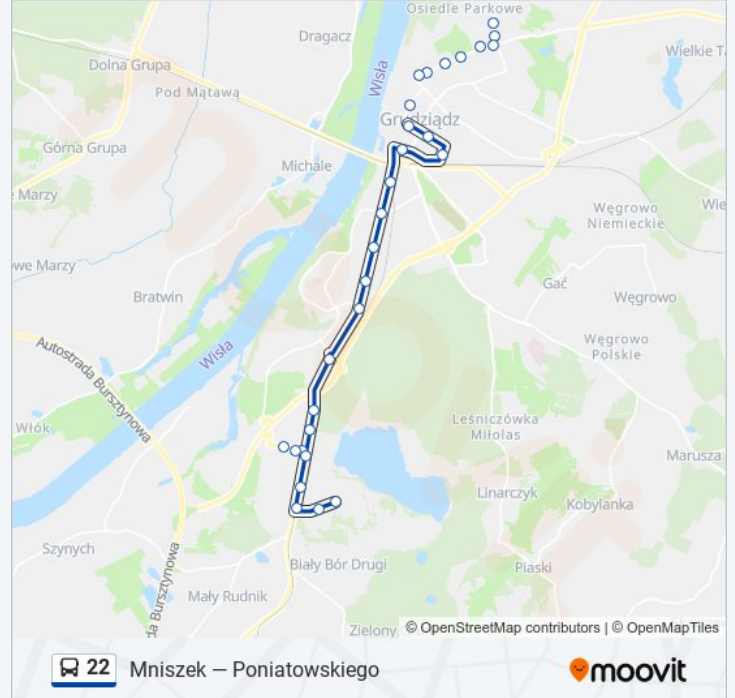 Osiedle Parkowe
Dragacz
Wisła
Wielkie T
Dolna Grupa
Pod Mątawą
Grudziądz
Górna Grupa
Michale
e Marzy
Węgrowo
Niemieckie
Wie
owe Marzy
Gać
Bratwin
Węgrowo
Węgrowo
Polskie
Autostrada Bursztynowa
Wisła
Włók
Leśniczówka
Miłolas
Marusza
Linarczyk
Kobylanka
Szynych
Biały Bór Drugi
Piaski
da Bursztynowa
Mały Rudnik
Zielony
© OpenStreetMap contributors | © OpenMapTiles
22 Mniszek – Poniatowskiego
moovit